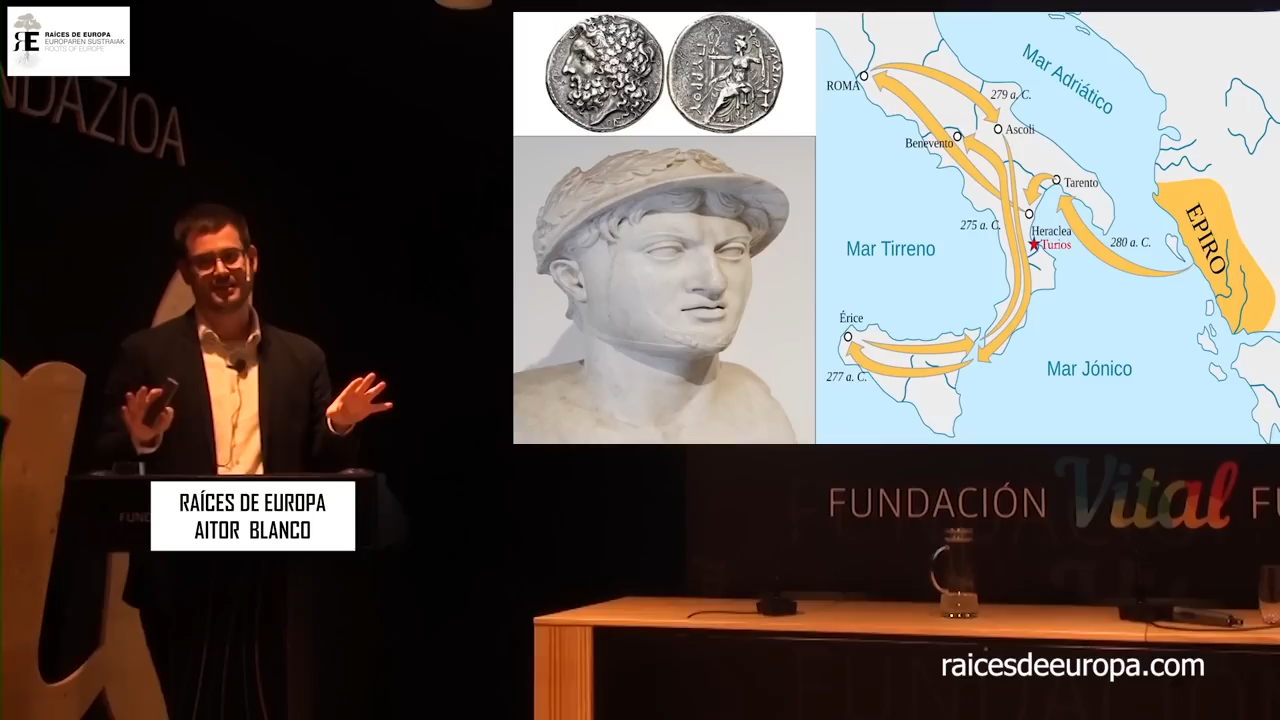 RAÍCES DE EUROPA
EUROPAREN SUSTRAIAK
ROOTS OF EUROPE
NDAZIOA
ΠΥΡΡΟΥ
Mar Adriático
ROMA
279 a. C.
Ascoli
Benevento
Tarento
EPIRO
275 a. C.
Heraclea
Turios
280 a. C.
Mar Tirreno
Érice
277 a. C.
Mar Jónico
RAÍCES DE EUROPA
AITOR BLANCO
FUNDACIÓN Vital FU
raicesdeeuropa.com